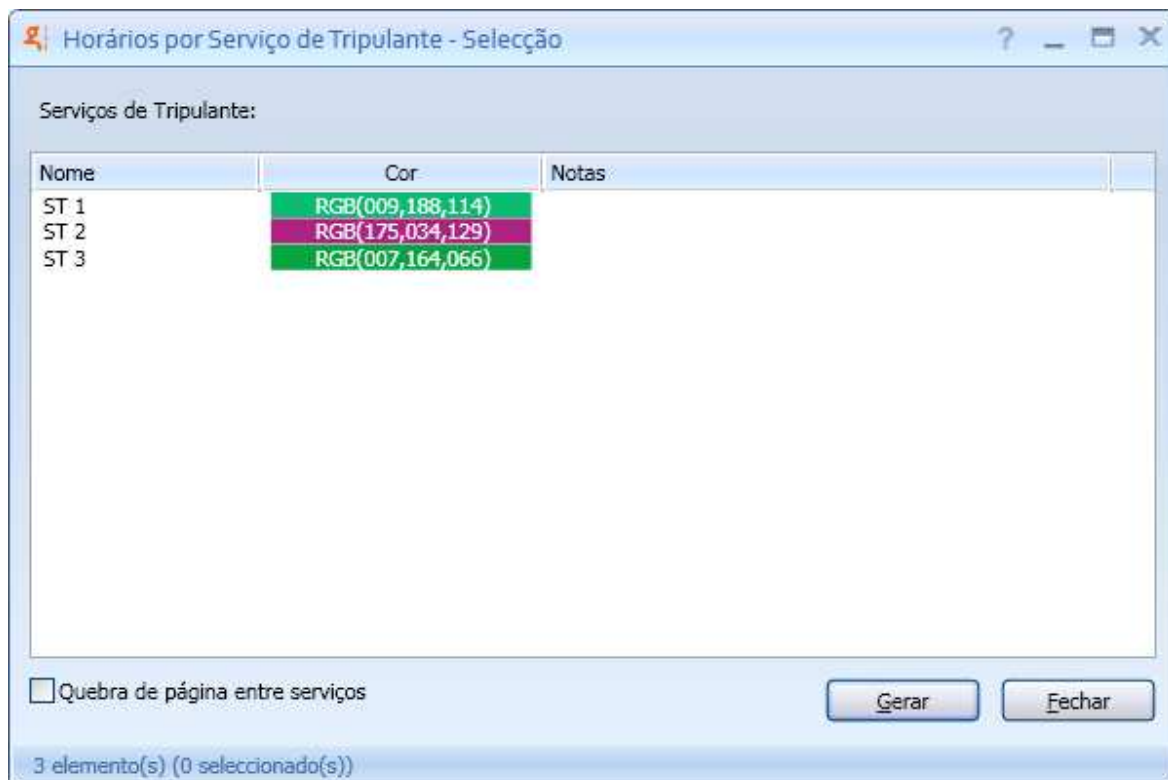 Horários por Serviço de Tripulante - Selecção
Serviços de Tripulante:
Nome Cor Notas
ST 1 RGB(009,188,114)
ST 2 RGB(175,034,129)
ST 3 RGB(007,164,066)
Quebra de página entre serviços
Gerar Fechar
3 elemento(s) (0 seleccionado(s))